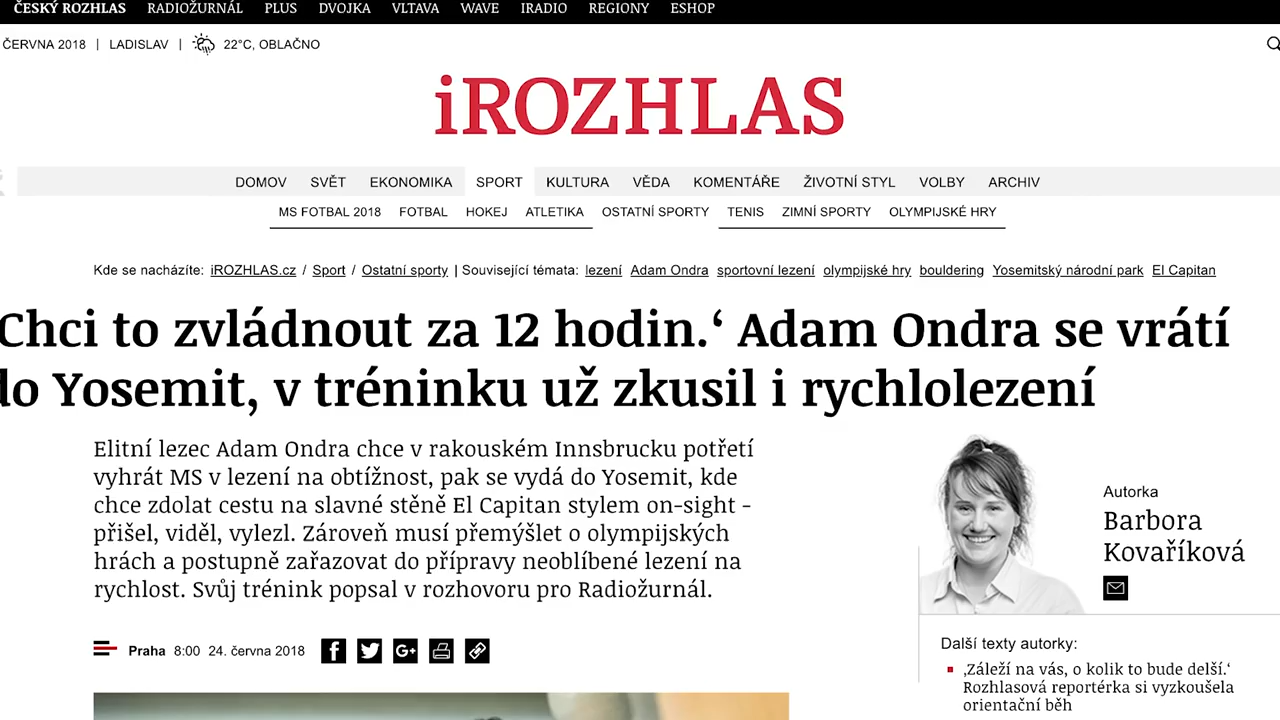 ČESKÝ ROZHLAS RADIOŽURNÁL PLUS DVOJKA VLTAVA WAVE IRADIO REGIONY ESHOP
ČERVNA 2018 | LADISLAV | 22°C, OBLAČNO
iROZHLAS
DOMOV SVĚT EKONOMIKA SPORT KULTURA VĚDA KOMENTÁŘE ŽIVOTNÍ STYL VOLBY ARCHIV
MS FOTBAL 2018 FOTBAL HOKEJ ATLETIKA OSTATNÍ SPORTY TENIS ZIMNÍ SPORTY OLYMPIJSKÉ HRY
Kde se nacházíte: iROZHLAS.cz / Sport / Ostatní sporty | Související témata: lezení Adam Ondra sportovní lezení olympijské hry bouldering Yosemitský národní park El Capitan
Chci to zvládnout za 12 hodin.‘ Adam Ondra se vrátí
do Yosemit, v tréninku už zkusil i rychlolezení
Elitní lezec Adam Ondra chce v rakouském Innsbrucku potřetí
vyhrát MS v lezení na obtížnost, pak se vydá do Yosemit, kde
chce zdolat cestu na slavné stěně El Capitan stylem on-sight -
přišel, viděl, vylezl. Zároveň musí přemýšlet o olympijských
hrách a postupně zařazovat do přípravy neoblíbené lezení na
rychlost. Svůj trénink popsal v rozhovoru pro Radiožurnál.
Autorka
Barbora
Kovaříková
Praha 8:00 24. června 2018
Další texty autorky:
‚Záleží na vás, o kolik to bude delší.‘
Rozhlasová reportérka si vyzkoušela
orientační běh